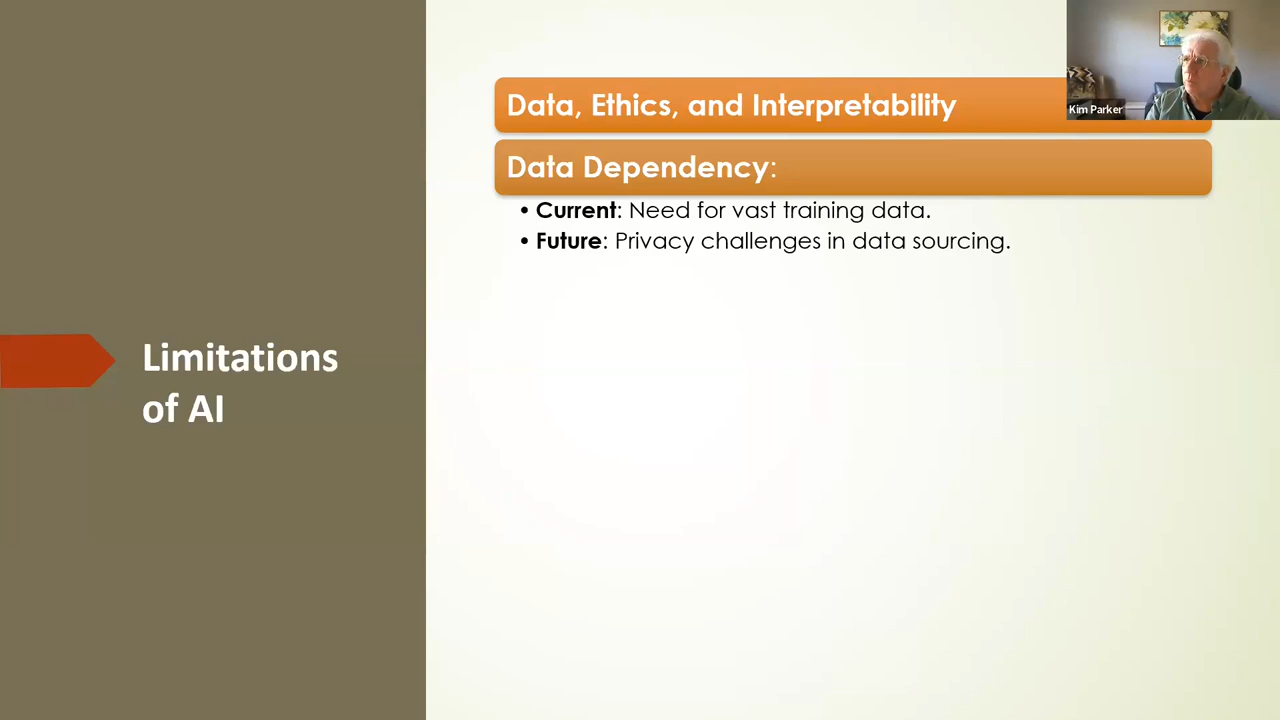 Limitations
of AI
Data, Ethics, and Interpretability
Data Dependency:
• Current: Need for vast training data.
• Future: Privacy challenges in data sourcing.
Kim Parker